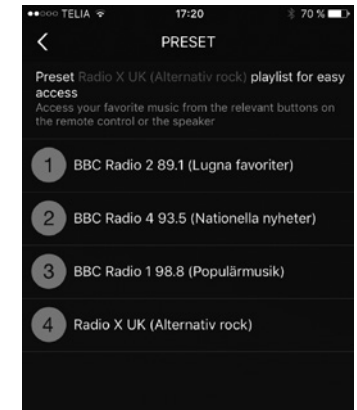 TELIA 17:20 70 %
PRESET
Preset Radio X UK (Alternativ rock) playlist for easy
access
Access your favorite music from the relevant buttons on
the remote control or the speaker
1 BBC Radio 2 89.1 (Lugna favoriter)
2 BBC Radio 4 93.5 (Nationella nyheter)
3 BBC Radio 1 98.8 (Populärmusik)
4 Radio X UK (Alternativ rock)